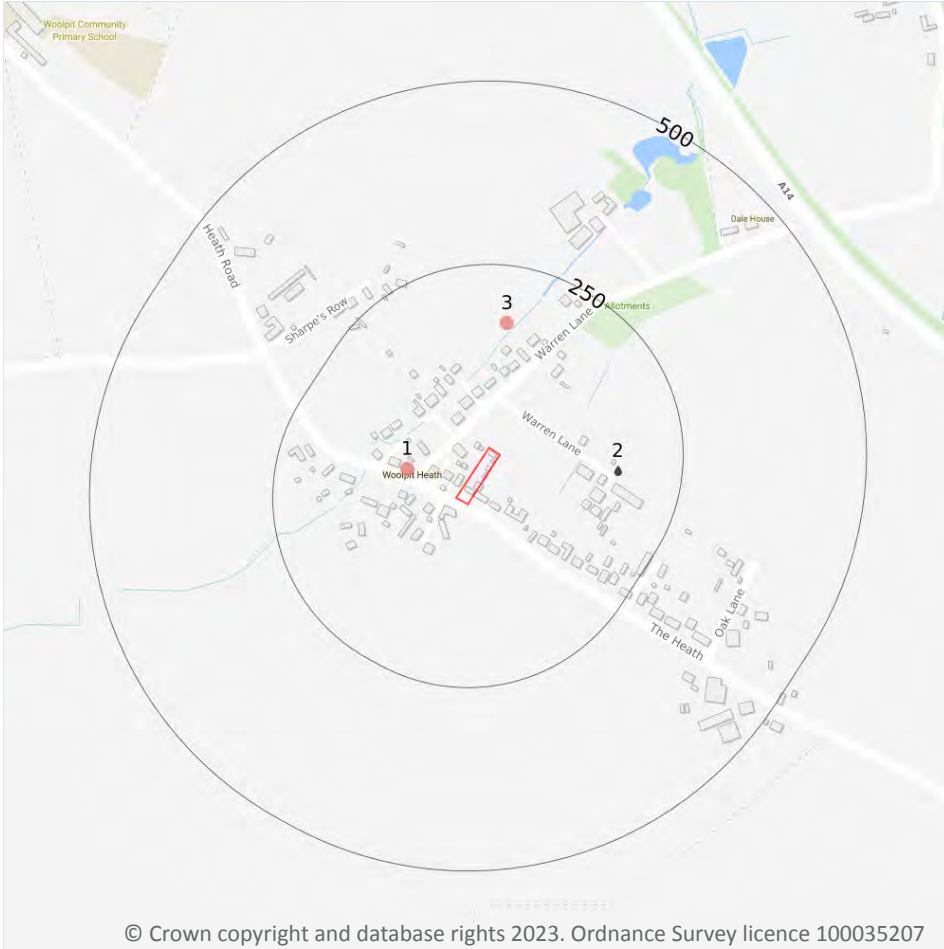 Woolpit Community
Primary School
500
A14
Dale House
Heath Road
250
Allotments
3
Sharpe's Row
Warren Lane
Warren Lane
1
2
Woolpit Heath
Oak Lane
The Heath
© Crown copyright and database rights 2023. Ordnance Survey licence 100035207